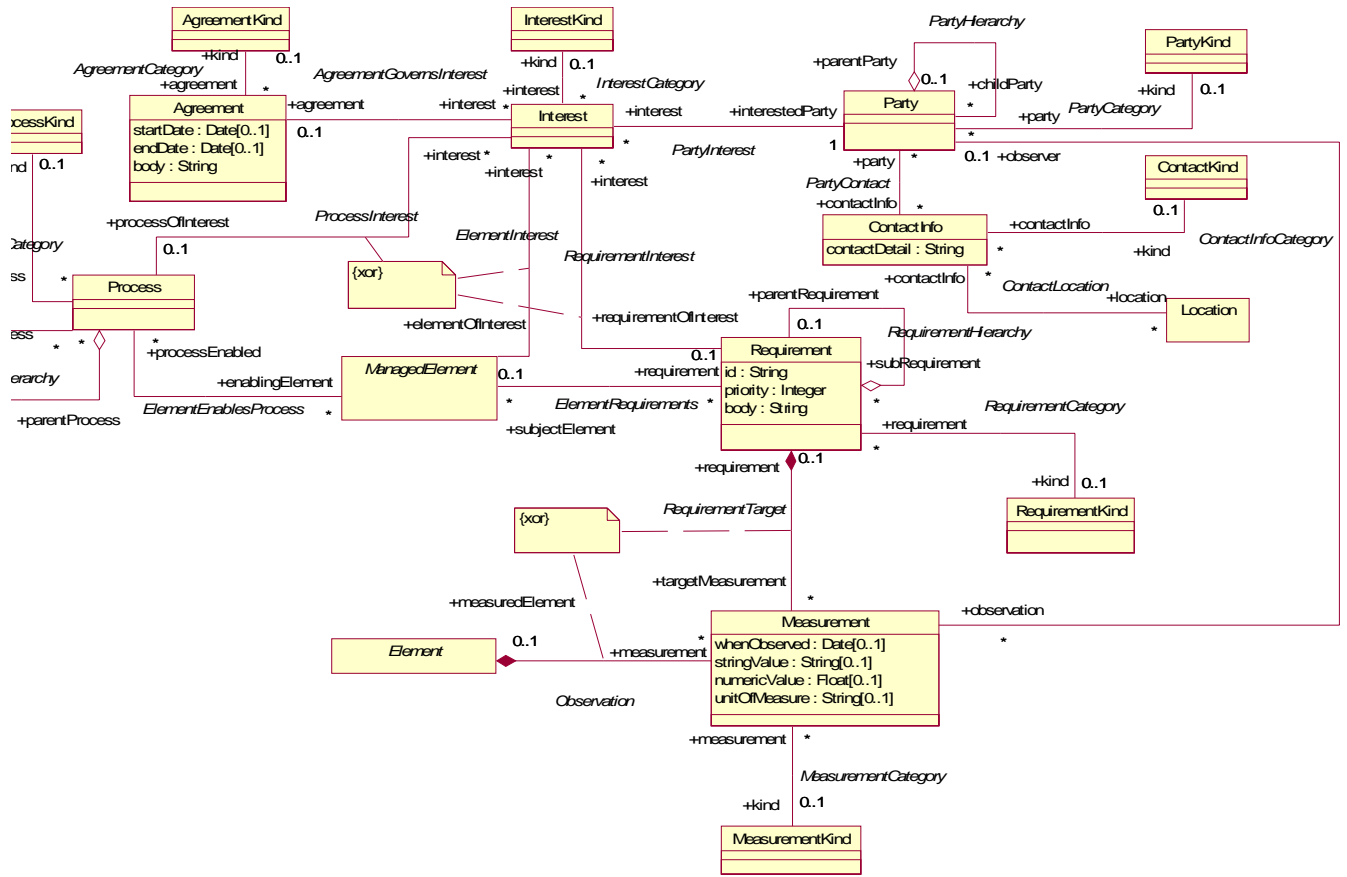 AgreementKind
InterestKind
PartyHierarchy
PartyKind
+kind
0..1
AgreementCategory
+agreement
*
AgreementGovernsInterest
+kind
0..1
InterestCategory
+interest
*
+parentParty
0..1
+childParty
*
+kind
0..1
PartyCategory
+party
*
Agreement
startDate : Date[0..1]
endDate : Date[0..1]
body : String
+agreement
0..1
+interest
*
Interest
+interest
*
PartyInterest
+interestedParty
1
Party
0..1
+observer
ocessKind
0..1
nd
Category
ss
*
+interest
*
*
+interest
*
+interest
+party
PartyContact
+contactInfo
*
ContactKind
0..1
+kind
ContactInfoCategory
+contactInfo
*
ContactInfo
contactDetail : String
+contactInfo
*
ContactLocation
+location
*
Location
+processOfInterest
0..1
ProcessInterest
ElementInterest
RequirementInterest
{xor}
Process
ess
*
*
*
+processEnabled
erarchy
+parentProcess
+enablingElement
*
ElementEnablesProcess
+elementOfInterest
0..1
ManagedElement
*
+subjectElement
ElementRequirements
+requirement
*
+requirementOfInterest
0..1
+parentRequirement
0..1
RequirementHierarchy
+subRequirement
*
Requirement
id : String
priority : Integer
body : String
RequirementCategory
+requirement
*
+kind
0..1
RequirementKind
+requirement
0..1
RequirementTarget
{xor}
+targetMeasurement
*
+measuredElement
0..1
Element
Observation
*
+measurement
Measurement
whenObserved : Date[0..1]
stringValue : String[0..1]
numericValue : Float[0..1]
unitOfMeasure : String[0..1]
+observation
*
+measurement
*
MeasurementCategory
+kind
0..1
MeasurementKind